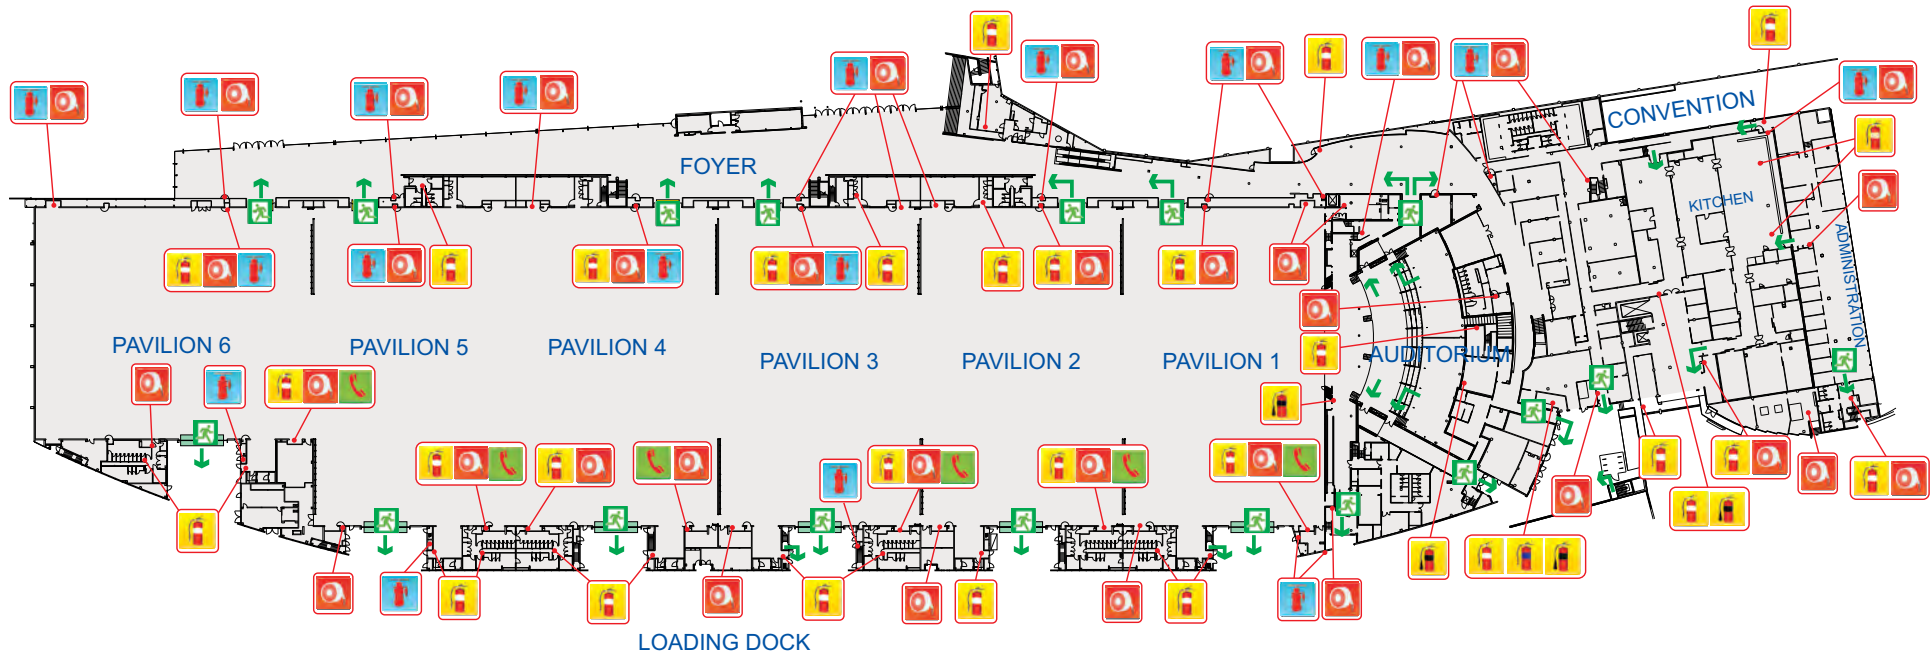 CONVENTION
FOYER
KITCHEN
ADMINISTRATION
PAVILION 6
PAVILION 5
PAVILION 4
PAVILION 3
PAVILION 2
PAVILION 1
AUDITORIUM
LOADING DOCK